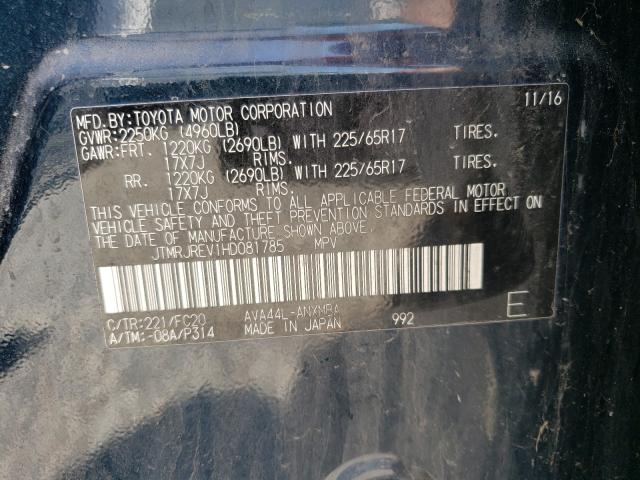 MFD.BY:TOYOTA MOTOR CORPORATION 11/16
GVWR:2250KG (4960LB)
GAWR:FRT. 1220KG (2690LB) WITH 225/65R17 TIRES.
17X7J RIMS.
RR. 1220KG (2690LB) WITH 225/65R17 TIRES.
17X7J RIMS.
THIS VEHICLE CONFORMS TO ALL APPLICABLE FEDERAL MOTOR
VEHICLE SAFETY AND THEFT PREVENTION STANDARDS IN EFFECT
ON THE DATE OF MANUFACTURE SHOWN ABOVE.
JTMRJREV1HD081785 MPV
C/TR:221/FC20 AVA44L-ANXMBA
A/TM:-08A/P314 MADE IN JAPAN 992 E